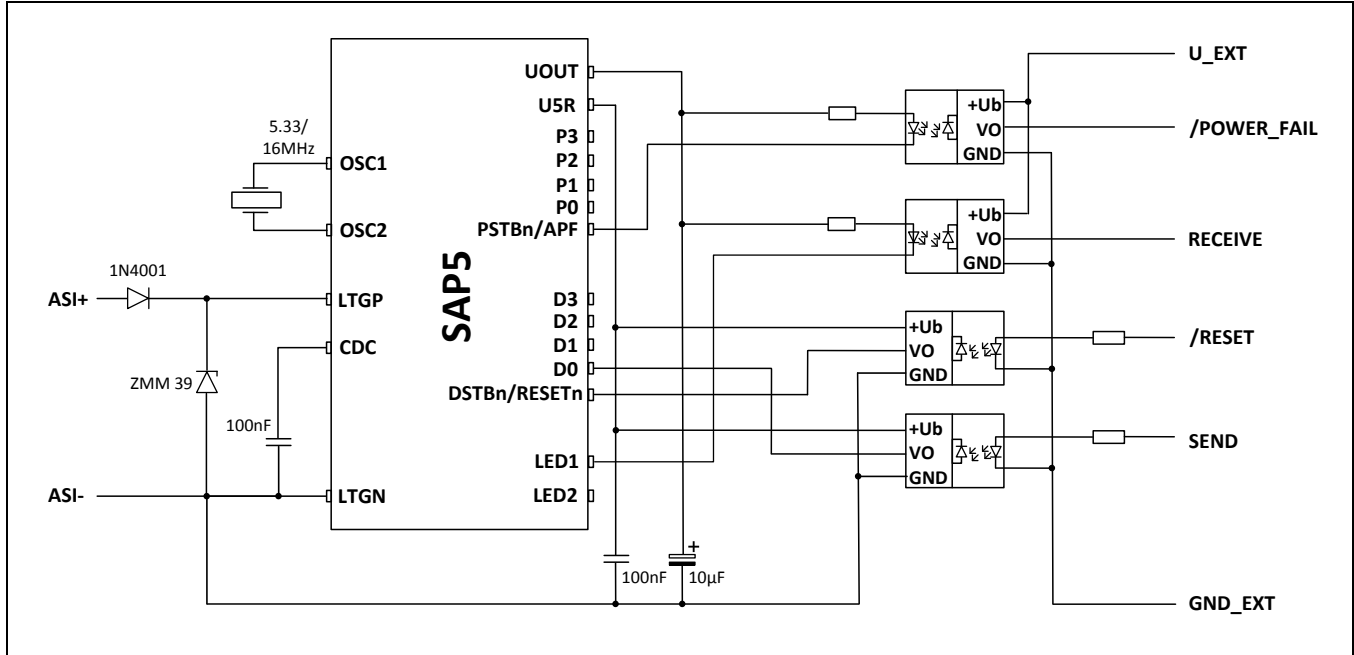 U_EXT
UOUT
+Ub
U5R
5.33/
16MHz
VO
/POWER_FAIL
P3
GND
P2
OSC1
P1
P0
+Ub
PSTBn/APF
OSC2
VO
RECEIVE
GND
SAP5
1N4001
ASI+
LTGP
D3
D2
+Ub
/RESET
D1
VO
CDC
D0
GND
ZMM 39
DSTBn/RESETn
100nF
+Ub
SEND
VO
LED1
GND
ASI-
LTGN
LED2
+
100nF
10µF
GND_EXT